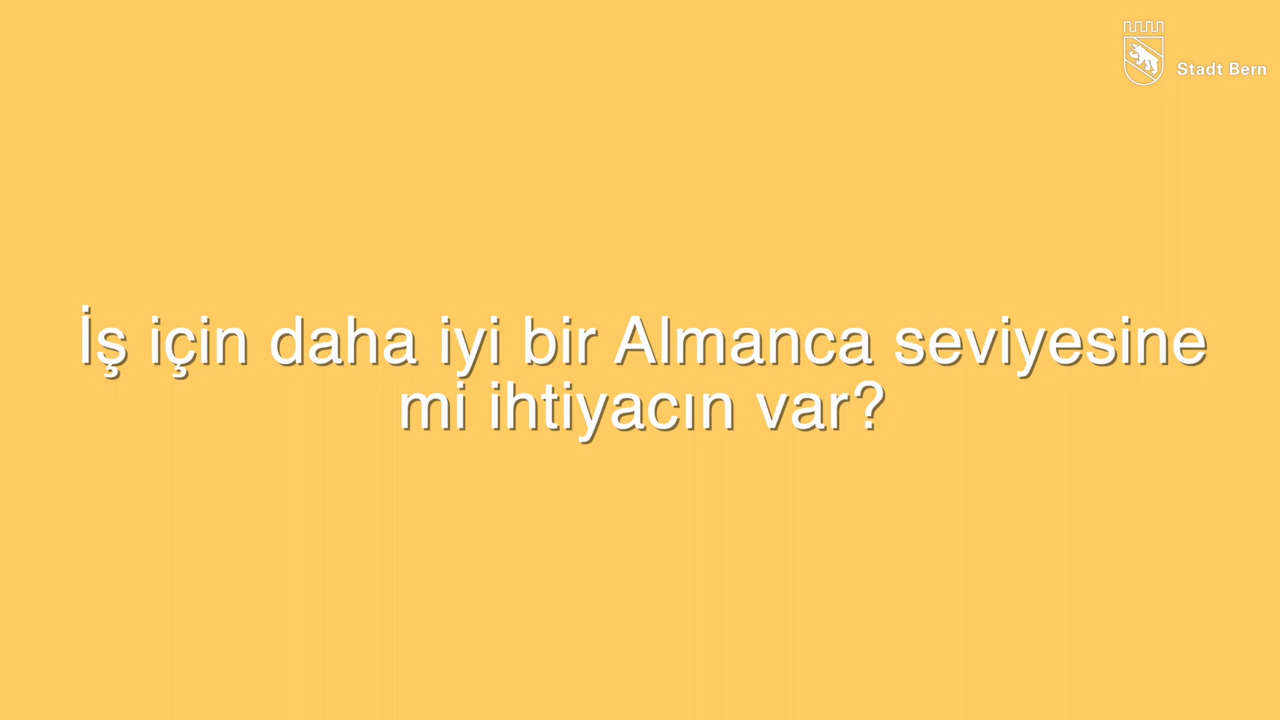 Stadt Bern
İş için daha iyi bir Almanca seviyesine
mi ihtiyacın var?